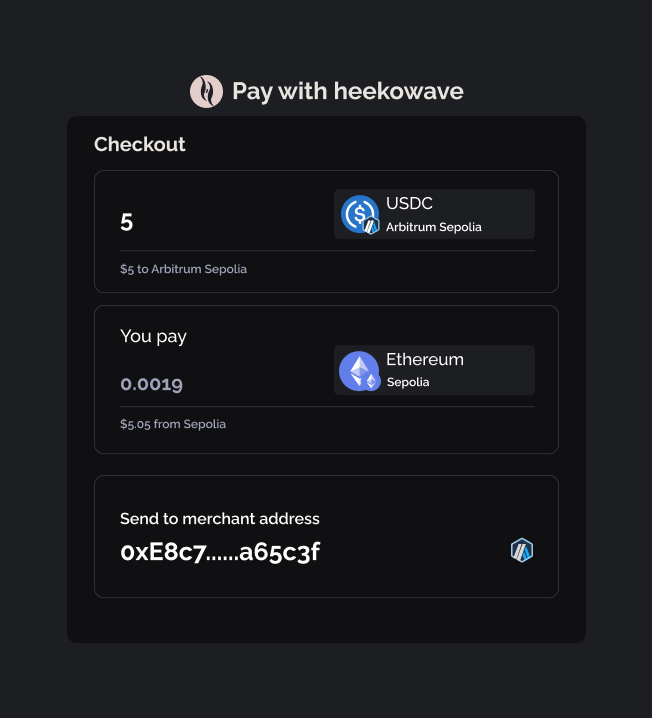 Pay with heekowave
Checkout
5
USDC
Arbitrum Sepolia
$5 to Arbitrum Sepolia
You pay
0.0019
Ethereum
Sepolia
$5.05 from Sepolia
Send to merchant address
0xE8c7......a65c3f